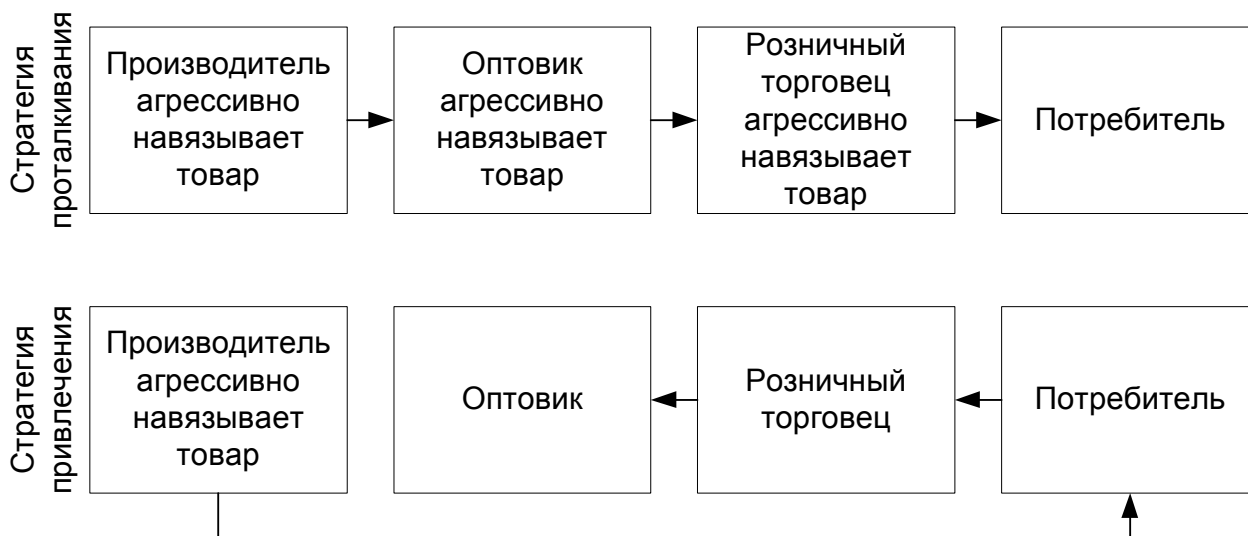 Стратегия
проталкивания
Производитель
агрессивно
навязывает
товар
Оптовик
агрессивно
навязывает
товар
Розничный
торговец
агрессивно
навязывает
товар
Потребитель
Стратегия
привлечения
Производитель
агрессивно
навязывает
товар
Оптовик
Розничный
торговец
Потребитель